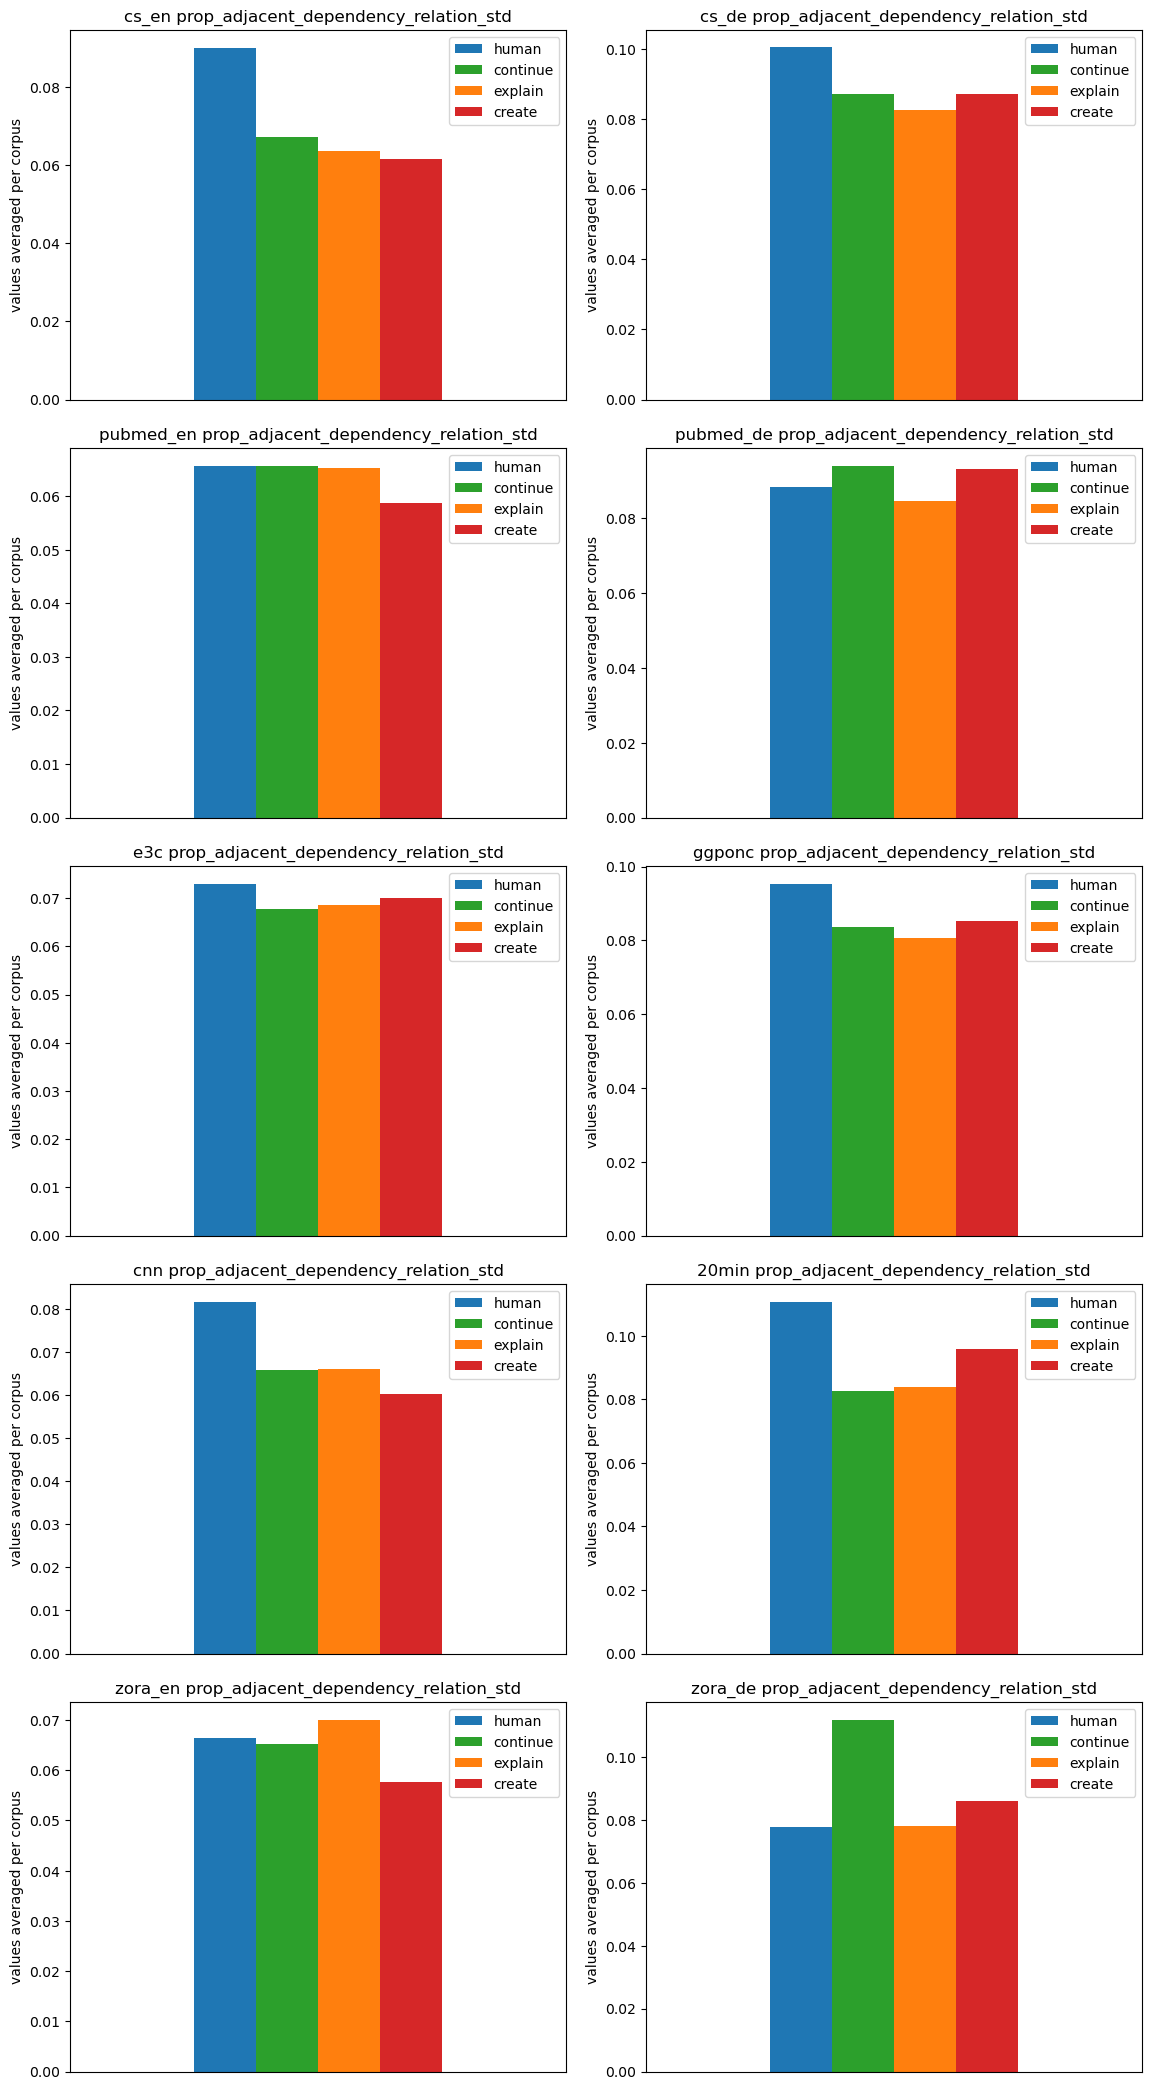 cs_en prop_adjacent_dependency_relation_std
values averaged per corpus
0.08
0.06
0.04
0.02
0.00
human
continue
explain
create
cs_de prop_adjacent_dependency_relation_std
values averaged per corpus
0.10
0.08
0.06
0.04
0.02
0.00
human
continue
explain
create
pubmed_en prop_adjacent_dependency_relation_std
values averaged per corpus
0.06
0.05
0.04
0.03
0.02
0.01
0.00
human
continue
explain
create
pubmed_de prop_adjacent_dependency_relation_std
values averaged per corpus
0.08
0.06
0.04
0.02
0.00
human
continue
explain
create
e3c prop_adjacent_dependency_relation_std
values averaged per corpus
0.07
0.06
0.05
0.04
0.03
0.02
0.01
0.00
human
continue
explain
create
ggponc prop_adjacent_dependency_relation_std
values averaged per corpus
0.10
0.08
0.06
0.04
0.02
0.00
human
continue
explain
create
cnn prop_adjacent_dependency_relation_std
values averaged per corpus
0.08
0.07
0.06
0.05
0.04
0.03
0.02
0.01
0.00
human
continue
explain
create
20min prop_adjacent_dependency_relation_std
values averaged per corpus
0.10
0.08
0.06
0.04
0.02
0.00
human
continue
explain
create
zora_en prop_adjacent_dependency_relation_std
values averaged per corpus
0.07
0.06
0.05
0.04
0.03
0.02
0.01
0.00
human
continue
explain
create
zora_de prop_adjacent_dependency_relation_std
values averaged per corpus
0.10
0.08
0.06
0.04
0.02
0.00
human
continue
explain
create